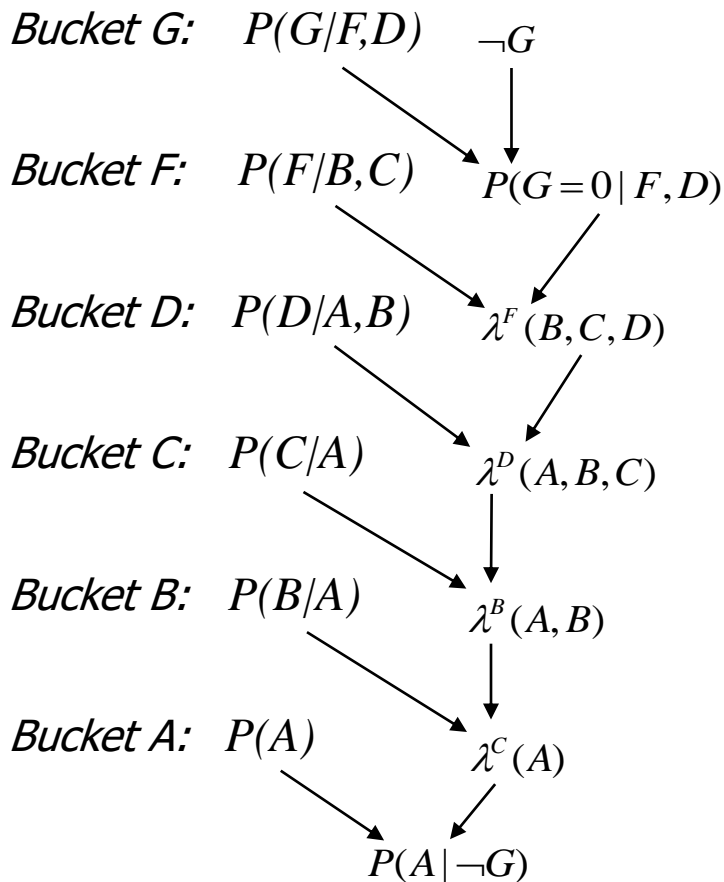 Bucket G: P(G/F,D) ¬G
Bucket F: P(F/B,C) P(G=0|F,D)
Bucket D: P(D/A,B) λ^F(B,C,D)
Bucket C: P(C/A) λ^D(A,B,C)
Bucket B: P(B/A) λ^B(A,B)
Bucket A: P(A) λ^C(A)
P(A|¬G)